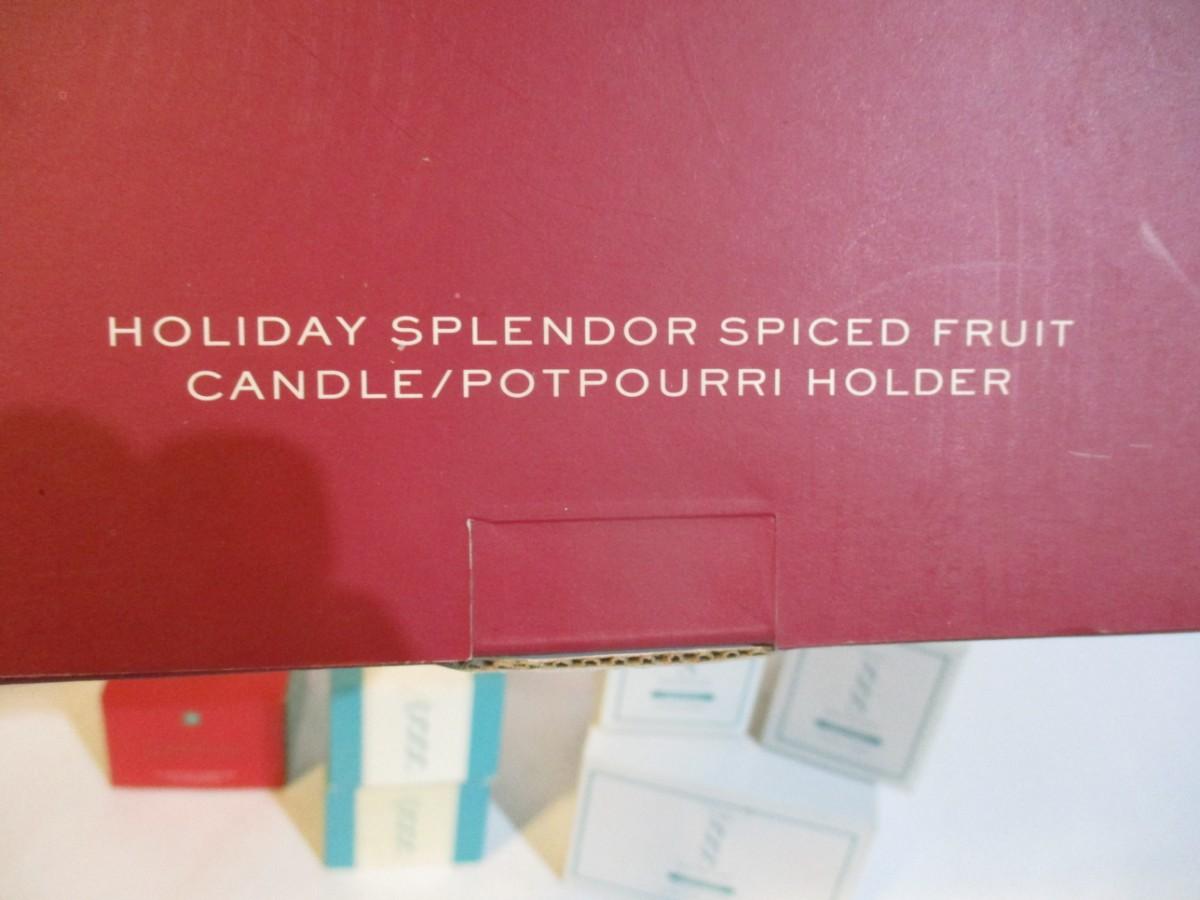 HOLIDAY SPLENDOR SPICED FRUIT
CANDLE/POTPOURRI HOLDER